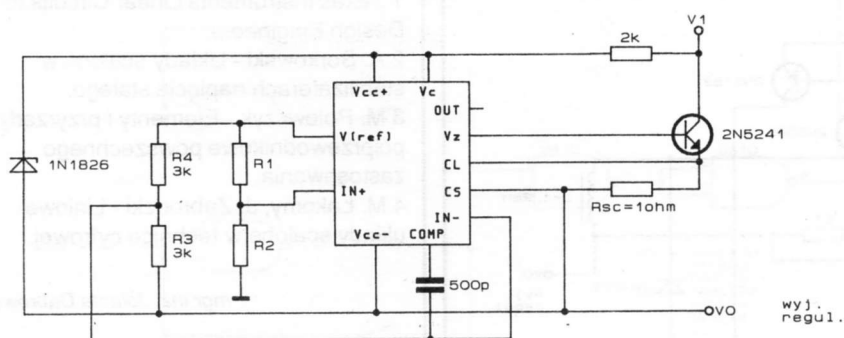 V1
2k
Vcc+ Vc
OUT
V(ref) Vz
2N5241
1N1826
R4
3k
R1
CL
IN+ CS
Rsc=1ohm
IN-
R3
3k
R2
Vcc- COMP
500p
VO
wyj.
regul.